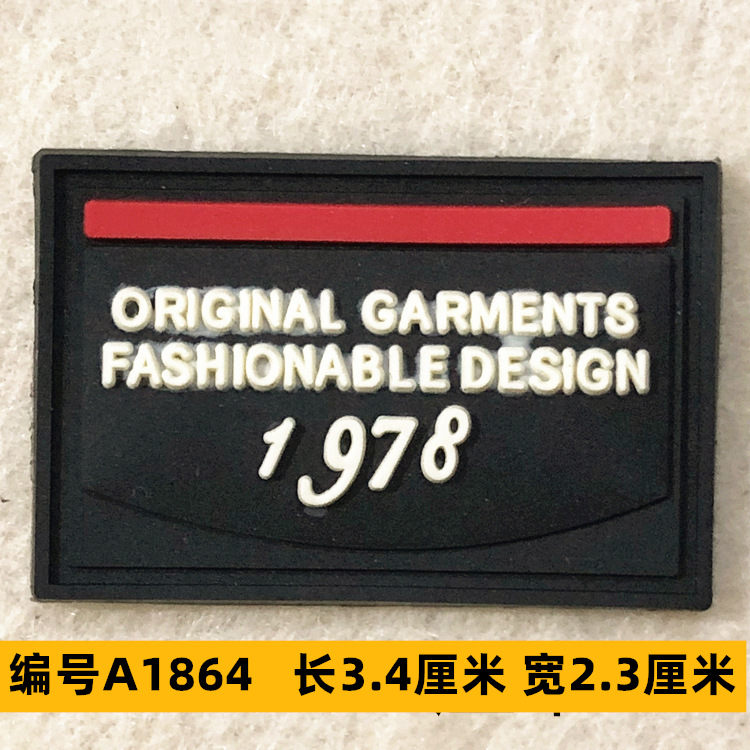 ORIGINAL GARMENTS
FASHIONABLE DESIGN
1978
编号A1864 长3.4厘米 宽2.3厘米